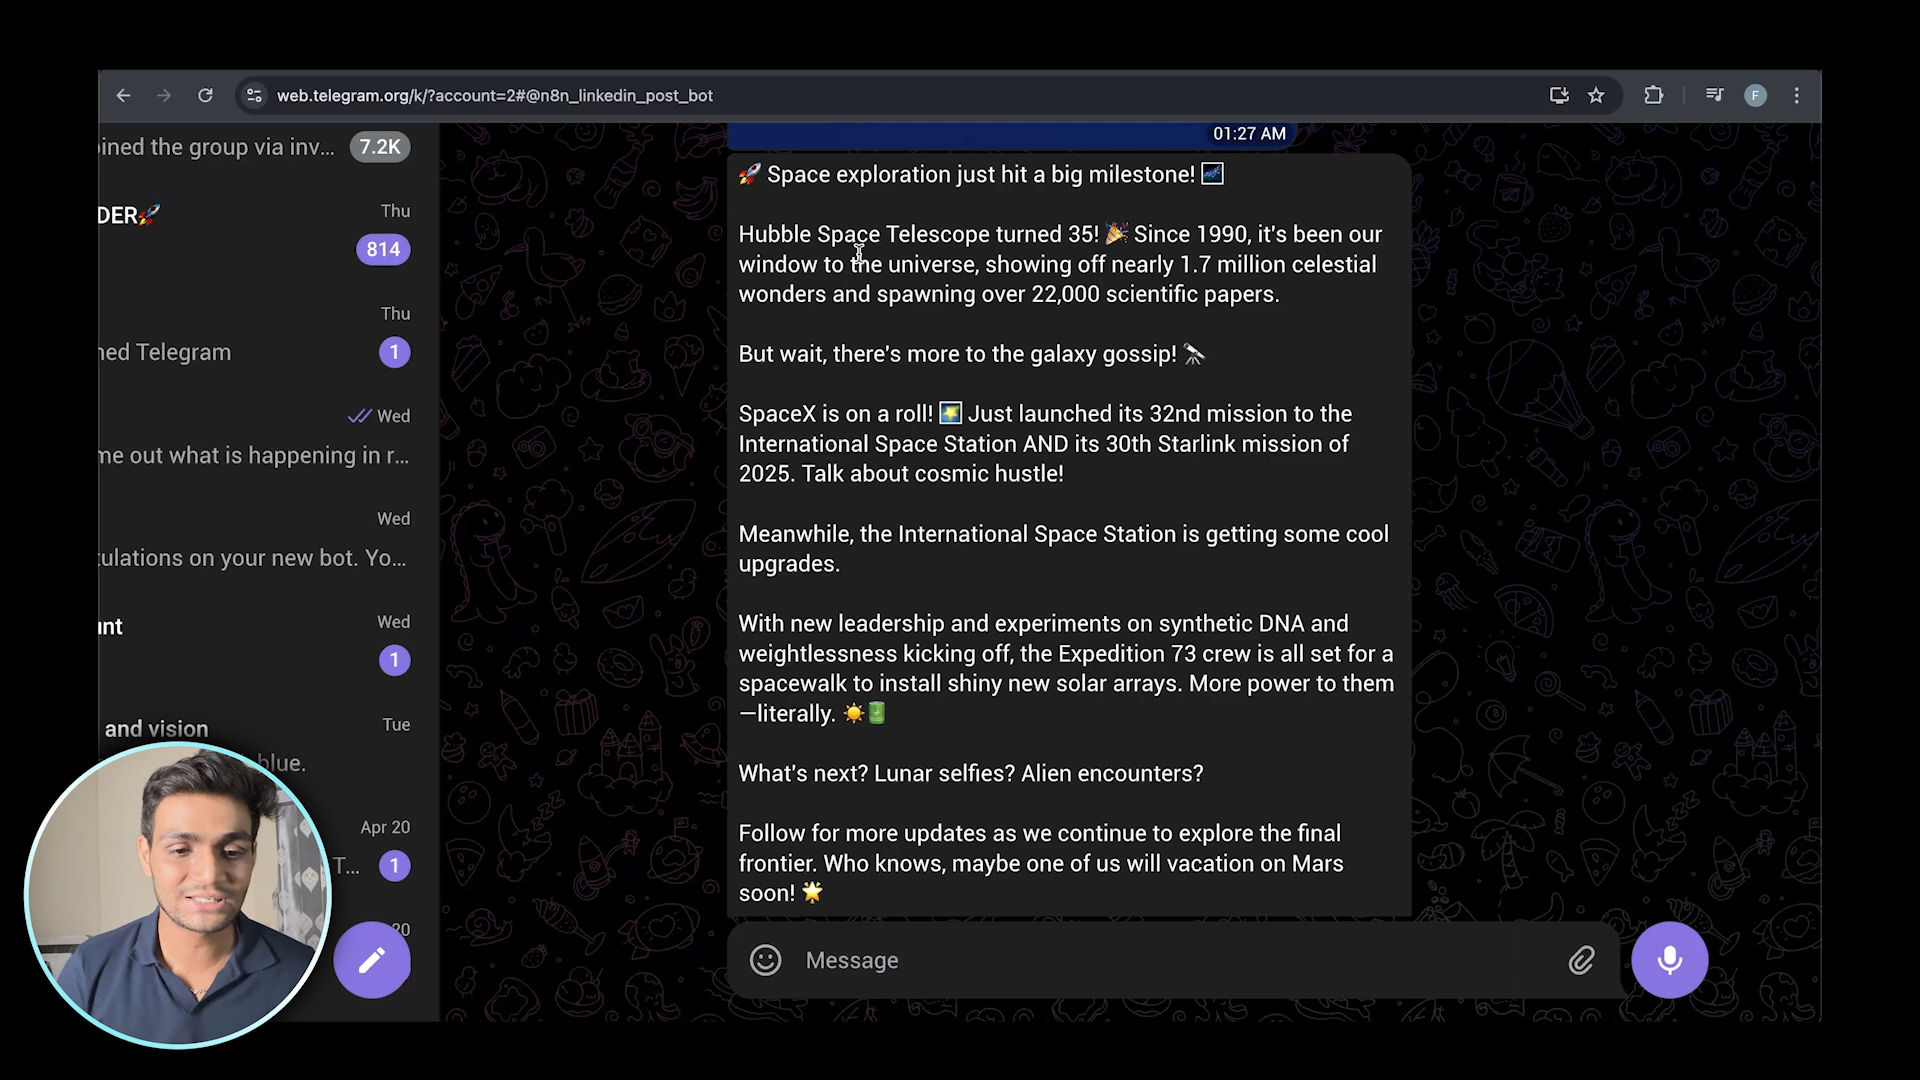 web.telegram.org/k/?account=2#@n8n_linkedin_post_bot
F
ined the group via inv...
7.2K
DER🚀
Thu
814
Thu
ned Telegram
1
Wed
me out what is happening in r...
Wed
tulations on your new bot. Yo...
unt
Wed
1
and vision
Tue
blue.
Apr 20
T...
1
20
01:27 AM
🚀 Space exploration just hit a big milestone! 🌌
Hubble Space Telescope turned 35! 🎉 Since 1990, it's been our
window to the universe, showing off nearly 1.7 million celestial
wonders and spawning over 22,000 scientific papers.
But wait, there's more to the galaxy gossip! 🔭
SpaceX is on a roll! 🌠 Just launched its 32nd mission to the
International Space Station AND its 30th Starlink mission of
2025. Talk about cosmic hustle!
Meanwhile, the International Space Station is getting some cool
upgrades.
With new leadership and experiments on synthetic DNA and
weightlessness kicking off, the Expedition 73 crew is all set for a
spacewalk to install shiny new solar arrays. More power to them
—literally. ☀️🔋
What's next? Lunar selfies? Alien encounters?
Follow for more updates as we continue to explore the final
frontier. Who knows, maybe one of us will vacation on Mars
soon! 🌟
Message